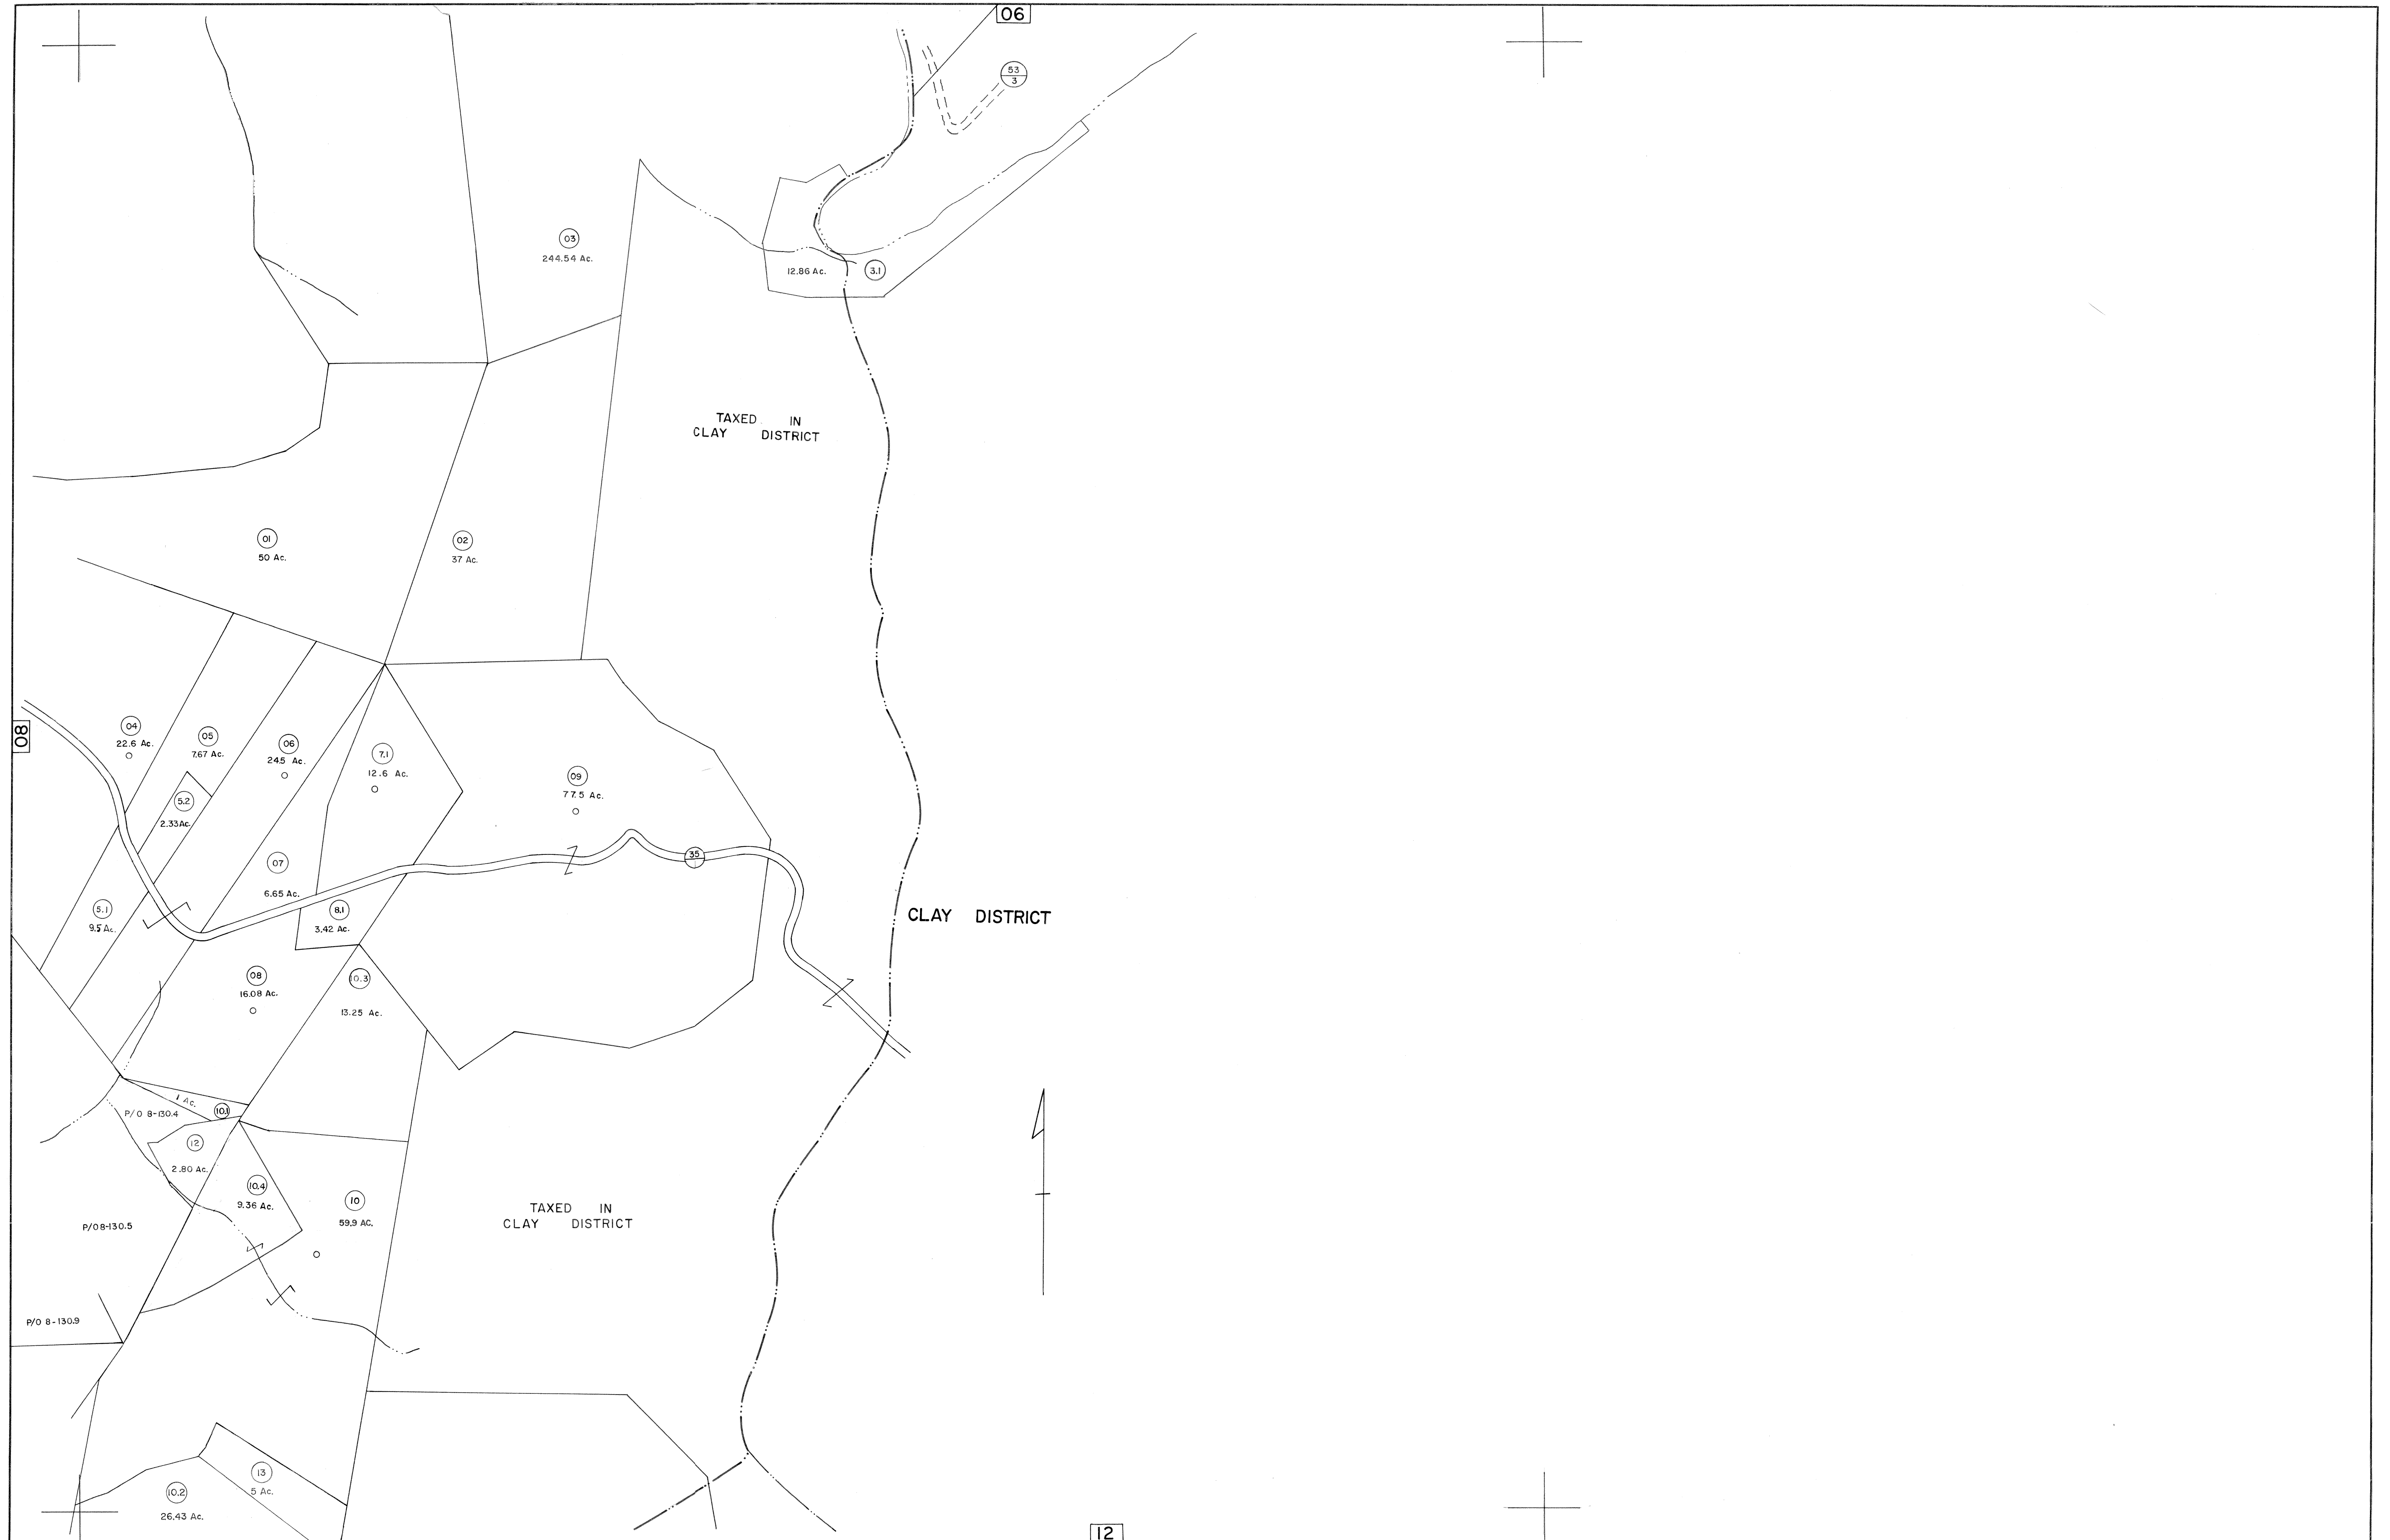 06
53
3
03
244.54 Ac.
12.86 Ac.
3.1
TAXED IN
CLAY DISTRICT
01
50 Ac.
02
37 Ac.
08
04
22.6 Ac.
05
7.67 Ac.
06
24.5 Ac.
7.1
12.6 Ac.
09
77.5 Ac.
5.2
2.33 Ac.
35
07
6.65 Ac.
5.1
9.5 Ac.
8.1
3.42 Ac.
CLAY DISTRICT
08
16.08 Ac.
10.3
13.25 Ac.
1 Ac.
10.1
P/O 8-130.4
12
2.80 Ac.
10.4
9.36 Ac.
10
59.9 AC.
TAXED IN
CLAY DISTRICT
P/O 8-130.5
P/O 8-130.9
13
5 Ac.
10.2
26.43 Ac.
12